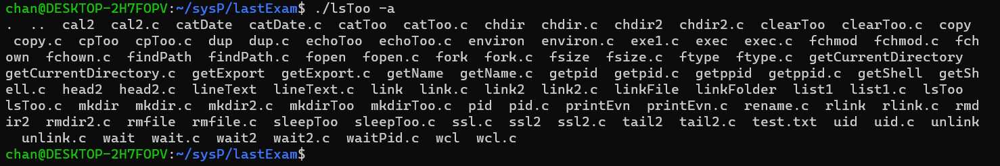 chan@DESKTOP-2H7FOPV:~/sysP/lastExam$ ./lsToo -a
.  ..  cal2  cal2.c  catDate  catDate.c  catToo  catToo.c  chdir  chdir.c  chdir2  chdir2.c  clearToo  clearToo.c  copy
 copy.c  cpToo  cpToo.c  dup  dup.c  echoToo  echoToo.c  environ  environ.c  exe1.c  exec  exec.c  fchmod  fchmod.c  fch
own  fchown.c  findPath  findPath.c  fopen  fopen.c  fork  fork.c  fsize  fsize.c  ftype  ftype.c  getCurrentDirectory
getCurrentDirectory.c  getExport  getExport.c  getName  getName.c  getpid  getpid.c  getppid  getppid.c  getShell  getSh
ell.c  head2  head2.c  lineText  lineText.c  link  link.c  link2  link2.c  linkFile  linkFolder  list1  list1.c  lsToo
lsToo.c  mkdir  mkdir.c  mkdir2.c  mkdirToo  mkdirToo.c  pid  pid.c  printEvn  printEvn.c  rename.c  rlink  rlink.c  rmd
ir2  rmdir2.c  rmfile  rmfile.c  sleepToo  sleepToo.c  ssl.c  ssl2  ssl2.c  tail2  tail2.c  test.txt  uid  uid.c  unlink
  unlink.c  wait  wait.c  wait2  wait2.c  waitPid.c  wcl  wcl.c
chan@DESKTOP-2H7FOPV:~/sysP/lastExam$